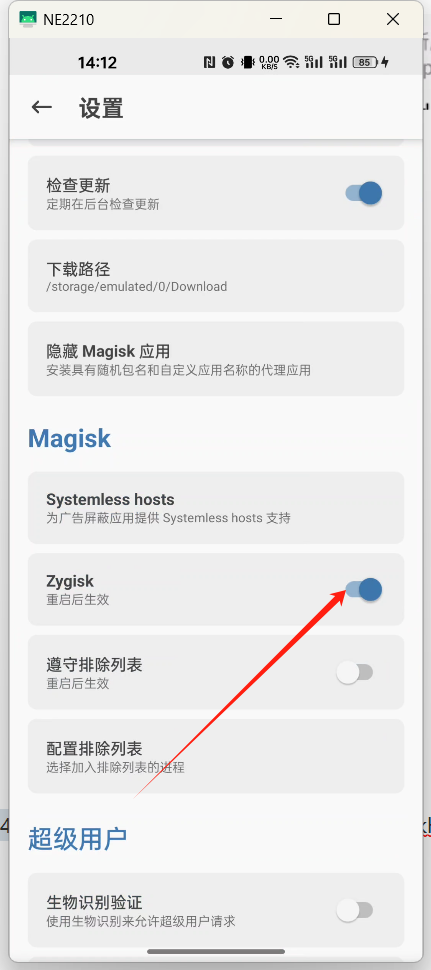 NE2210
14:12
0.00
KB/S
5G
5G
85
设置
检查更新
定期在后台检查更新
下载路径
/storage/emulated/0/Download
隐藏 Magisk 应用
安装具有随机包名和自定义应用名称的代理应用
Magisk
Systemless hosts
为广告屏蔽应用提供 Systemless hosts 支持
Zygisk
重启后生效
遵守排除列表
重启后生效
配置排除列表
选择加入排除列表的进程
4
超级用户
生物识别验证
使用生物识别来允许超级用户请求